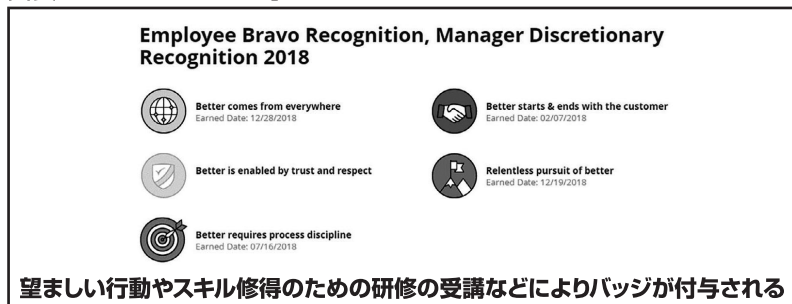 Employee Bravo Recognition, Manager Discretionary
Recognition 2018
Better comes from everywhere
Earned Date: 12/28/2018
Better starts & ends with the customer
Earned Date: 02/07/2018
Better is enabled by trust and respect
Relentless pursuit of better
Earned Date: 12/19/2018
Better requires process discipline
Earned Date: 07/16/2018
望ましい行動やスキル修得のための研修の受講などによりバッジが付与される